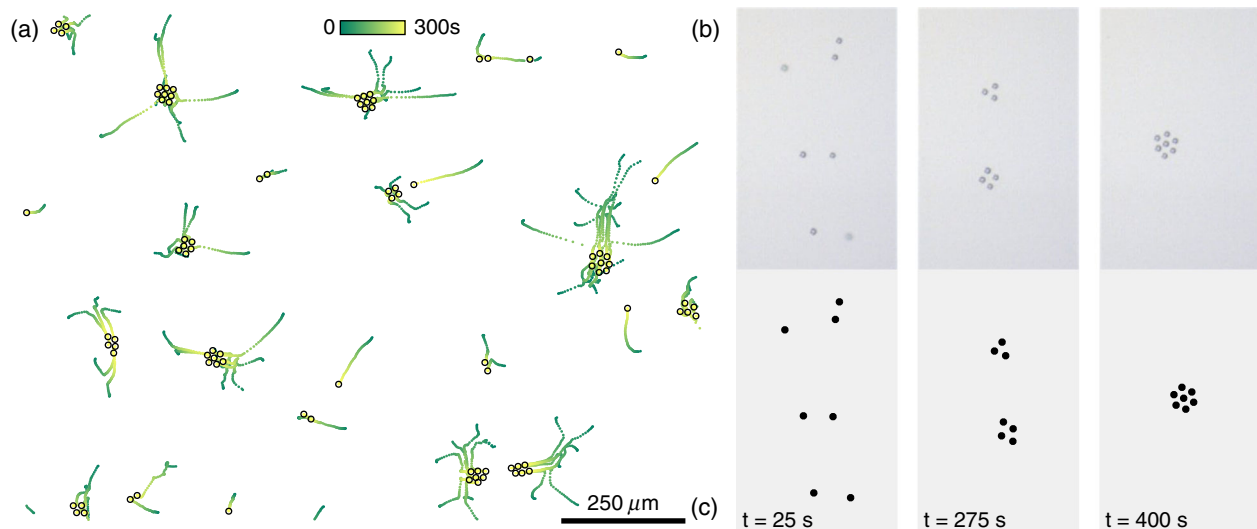 (a)
0 300s
(b)
250 μm
(c)
t = 25 s
t = 275 s
t = 400 s